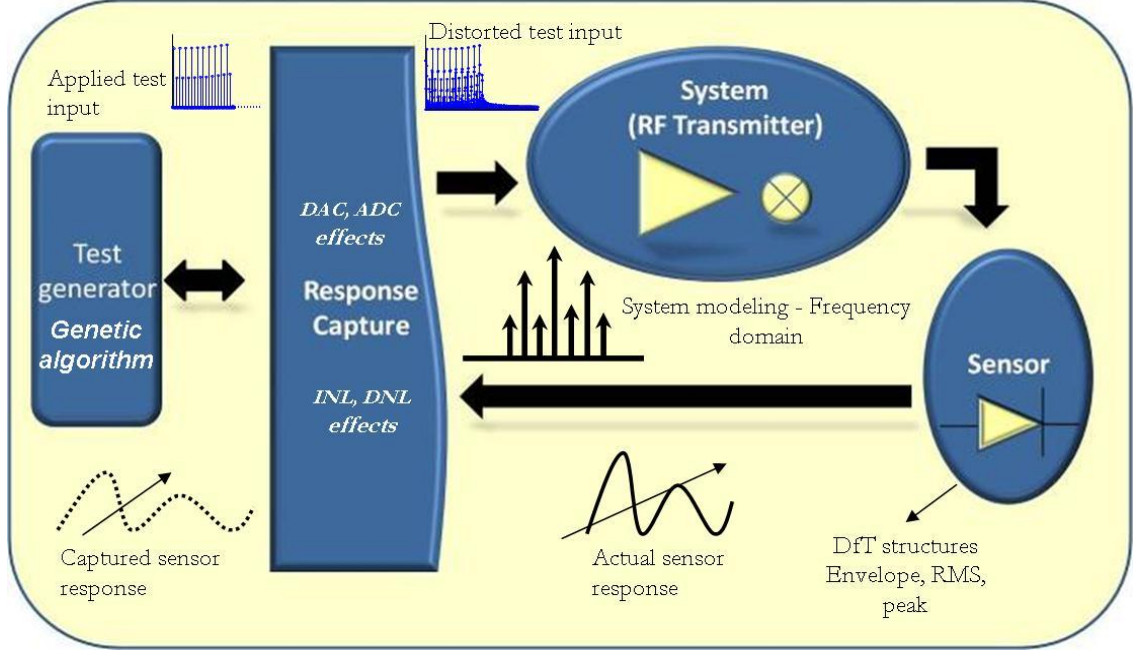 Applied test
input
Distorted test input
System
(RF Transmitter)
Test
generator
Genetic
algorithm
DAC, ADC
effects
Response
Capture
INL, DNL
effects
System modeling - Frequency
domain
Sensor
Captured sensor
response
Actual sensor
response
DfT structures
Envelope, RMS,
peak